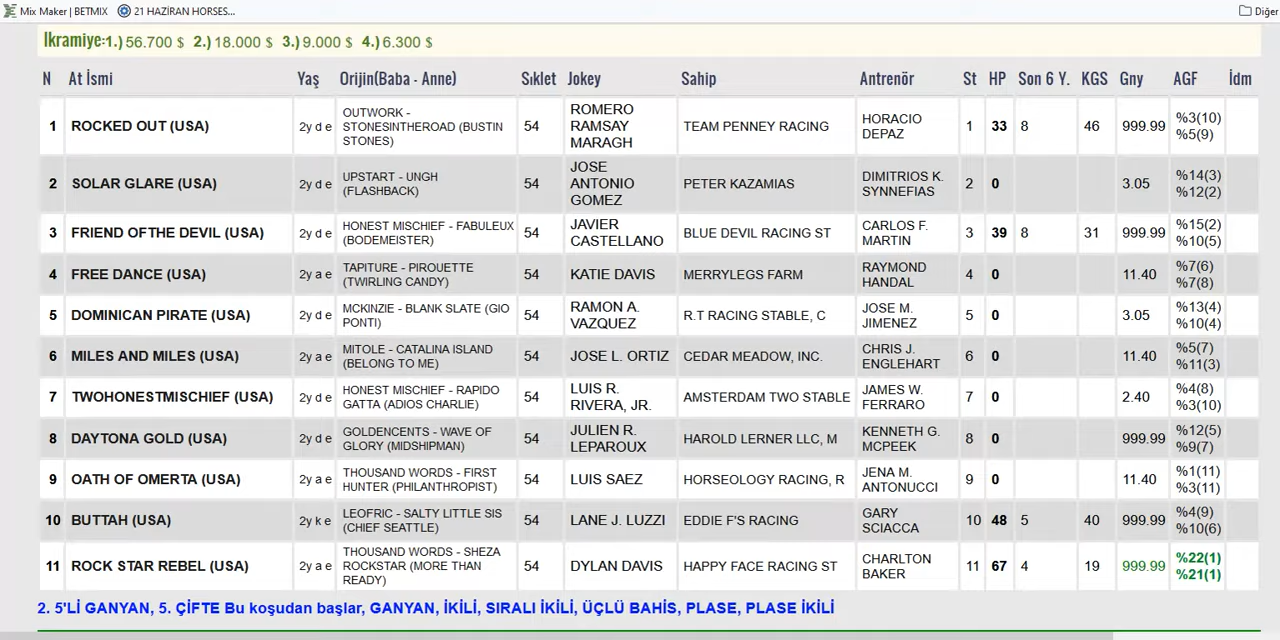 Mix Maker | BETMIX 21 HAZİRAN HORSES... Diğer
İkramiye:1.) 56.700 $ 2.) 18.000 $ 3.) 9.000 $ 4.) 6.300 $
N At İsmi Yaş Orijin(Baba - Anne) Sıklet Jokey Sahip Antrenör St HP Son 6 Y. KGS Gny AGF İdm
1 ROCKED OUT (USA) 2y d e OUTWORK - STONESINTHEROAD (BUSTIN STONES) 54 ROMERO RAMSAY MARAGH TEAM PENNEY RACING HORACIO DEPAZ 1 33 8 46 999.99 %3(10) %5(9)
2 SOLAR GLARE (USA) 2y d e UPSTART - UNGH (FLASHBACK) 54 JOSE ANTONIO GOMEZ PETER KAZAMIAS DIMITRIOS K. SYNNEFIAS 2 0 3.05 %14(3) %12(2)
3 FRIEND OFTHE DEVIL (USA) 2y d e HONEST MISCHIEF - FABULEUX (BODEMEISTER) 54 JAVIER CASTELLANO BLUE DEVIL RACING ST CARLOS F. MARTIN 3 39 8 31 999.99 %15(2) %10(5)
4 FREE DANCE (USA) 2y a e TAPITURE - PIROUETTE (TWIRLING CANDY) 54 KATIE DAVIS MERRYLEGS FARM RAYMOND HANDAL 4 0 11.40 %7(6) %7(8)
5 DOMINICAN PIRATE (USA) 2y d e MCKINZIE - BLANK SLATE (GIO PONTI) 54 RAMON A. VAZQUEZ R.T RACING STABLE, C JOSE M. JIMENEZ 5 0 3.05 %13(4) %10(4)
6 MILES AND MILES (USA) 2y a e MITOLE - CATALINA ISLAND (BELONG TO ME) 54 JOSE L. ORTIZ CEDAR MEADOW, INC. CHRIS J. ENGLEHART 6 0 11.40 %5(7) %11(3)
7 TWOHONESTMISCHIEF (USA) 2y d e HONEST MISCHIEF - RAPIDO GATTA (ADIOS CHARLIE) 54 LUIS R. RIVERA, JR. AMSTERDAM TWO STABLE JAMES W. FERRARO 7 0 2.40 %4(8) %3(10)
8 DAYTONA GOLD (USA) 2y d e GOLDENCENTS - WAVE OF GLORY (MIDSHIPMAN) 54 JULIEN R. LEPAROUX HAROLD LERNER LLC, M KENNETH G. MCPEEK 8 0 999.99 %12(5) %9(7)
9 OATH OF OMERTA (USA) 2y a e THOUSAND WORDS - FIRST HUNTER (PHILANTHROPIST) 54 LUIS SAEZ HORSEOLOGY RACING, R JENA M. ANTONUCCI 9 0 11.40 %1(11) %3(11)
10 BUTTAH (USA) 2y k e LEOFRIC - SALTY LITTLE SIS (CHIEF SEATTLE) 54 LANE J. LUZZI EDDIE F'S RACING GARY SCIACCA 10 48 5 40 999.99 %4(9) %10(6)
11 ROCK STAR REBEL (USA) 2y a e THOUSAND WORDS - SHEZA ROCKSTAR (MORE THAN READY) 54 DYLAN DAVIS HAPPY FACE RACING ST CHARLTON BAKER 11 67 4 19 999.99 %22(1) %21(1)
2. 5'Lİ GANYAN, 5. ÇİFTE Bu koşudan başlar, GANYAN, İKİLİ, SIRALI İKİLİ, ÜÇLÜ BAHİS, PLASE, PLASE İKİLİ